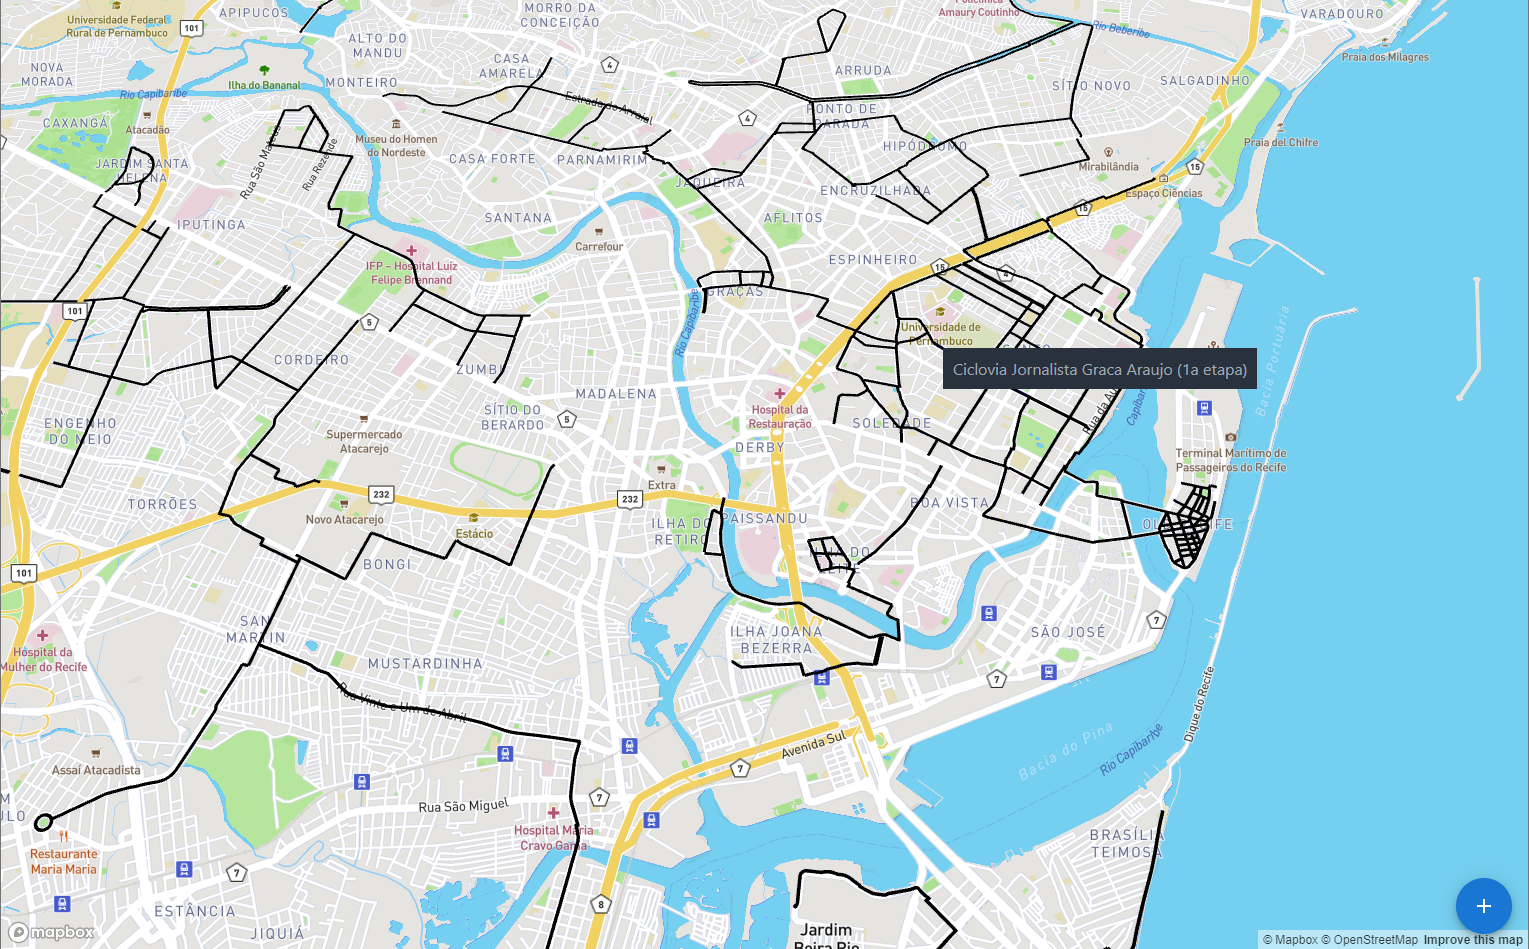 Universidade Federal
Rural de Pernambuco
APIPUCOS
101
MORRO DA
CONCEIÇÃO
Amaury Coutinho
VARADOURO
Rio Beberibe
Praia dos Milagres
ALTO DO
MANDU
NOVA
MORADA
Ilha do Bananal
MONTEIRO
CASA
AMARELA
4
ARRUDA
SÍTIO NOVO
SALGADINHO
Rio Capibaribe
Estrada do Arraial
CAXANGÁ
Atacadão
Museu do Homen
do Nordeste
4
PONTO DE
PARADA
HIPÓDROMO
Praia del Chifre
JARDIM SANTA
HELENA
Rua São Mateus
Rua Rezende
CASA FORTE
PARNAMIRIM
JAQUEIRA
ENCRUZILHADA
Mirabilândia
15
Espaço Ciências
15
IPUTINGA
SANTANA
AFLITOS
Carrefour
IFP – Hospital Luiz
Felipe Brennand
ESPINHEIRO
15
4
GRAÇAS
101
5
Rio Capibaribe
Universidade de
Pernambuco
Bacia Portuária
CORDEIRO
ZUMBI
Ciclovia Jornalista Graca Araujo (1a etapa)
MADALENA
SÍTIO DO
BERARDO
5
Hospital da
Restauração
SOLEDADE
Rua da Au
Capibar
ENGENHO
DO MEIO
Supermercado
Atacarejo
DERBY
Terminal Marítimo de
Passageiros do Recife
Extra
TORRÕES
232
232
Novo Atacarejo
Estácio
ILHA DO
RETIRO
PAISSANDU
BOA VISTA
BONGI
101
SAN
MARTIN
Hospital da
Mulher do Recife
MUSTARDINHA
ILHA JOANA
BEZERRA
SÃO JOSÉ
7
7
Rua Vinte e Um de Abril
Dique do Recife
Avenida Sul
Bacia do Pina
Rio Capibaribe
Assaí Atacadista
7
Rua São Miguel
7
Hospital Maria
Cravo Gama
BRASÍLIA
TEIMOSA
Restaurante
Maria Maria
7
8
ESTÂNCIA
JIQUIÁ
Jardim
Beira Rio
+
mapbox
© Mapbox © OpenStreetMap Improve this map